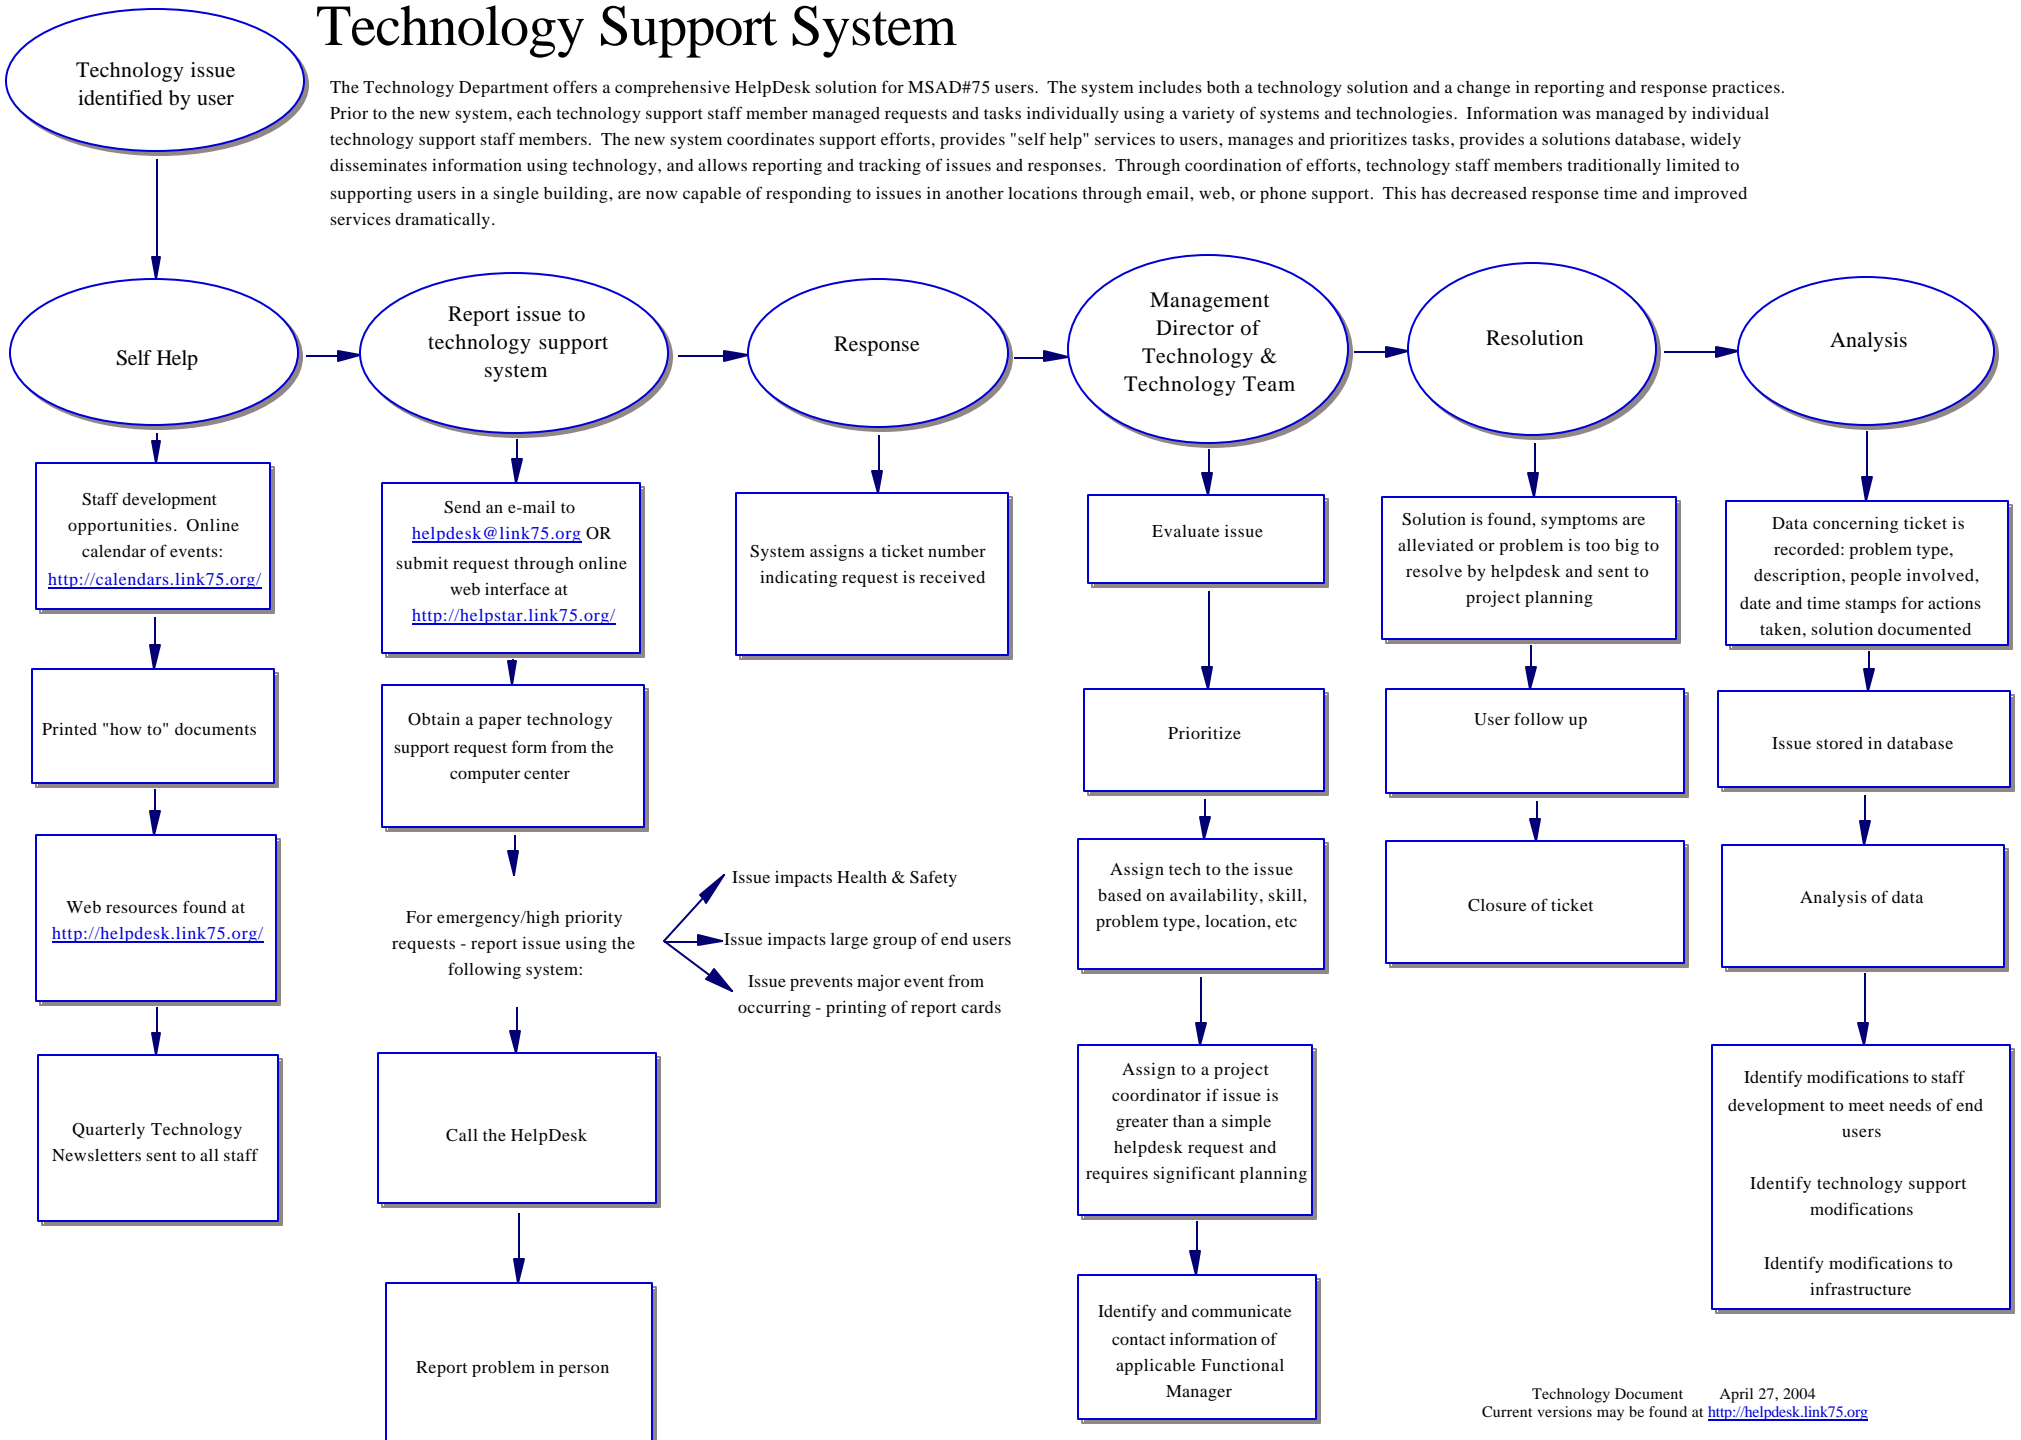 Technology Support System
Technology issue
identified by user
The Technology Department offers a comprehensive HelpDesk solution for MSAD#75 users.  The system includes both a technology solution and a change in reporting and response practices.
Prior to the new system, each technology support staff member managed requests and tasks individually using a variety of systems and technologies.  Information was managed by individual
technology support staff members.  The new system coordinates support efforts, provides "self help" services to users, manages and prioritizes tasks, provides a solutions database, widely
disseminates information using technology, and allows reporting and tracking of issues and responses.  Through coordination of efforts, technology staff members traditionally limited to
supporting users in a single building, are now capable of responding to issues in another locations through email, web, or phone support.  This has decreased response time and improved
services dramatically.
Self Help
Staff development
opportunities.  Online
calendar of events:
http://calendars.link75.org/
Printed "how to" documents
Web resources found at
http://helpdesk.link75.org/
Quarterly Technology
Newsletters sent to all staff
Report issue to
technology support
system
Send an e-mail to
helpdesk@link75.org OR
submit request through online
web interface at
http://helpstar.link75.org/
Obtain a paper technology
support request form from the
computer center
For emergency/high priority
requests - report issue using the
following system:
Issue impacts Health & Safety
Issue impacts large group of end users
Issue prevents major event from
occurring - printing of report cards
Call the HelpDesk
Report problem in person
Response
System assigns a ticket number
indicating request is received
Management
Director of
Technology &
Technology Team
Evaluate issue
Prioritize
Assign tech to the issue
based on availability, skill,
problem type, location, etc
Assign to a project
coordinator if issue is
greater than a simple
helpdesk request and
requires significant planning
Identify and communicate
contact information of
applicable Functional
Manager
Resolution
Solution is found, symptoms are
alleviated or problem is too big to
resolve by helpdesk and sent to
project planning
User follow up
Closure of ticket
Analysis
Data concerning ticket is
recorded: problem type,
description, people involved,
date and time stamps for actions
taken, solution documented
Issue stored in database
Analysis of data
Identify modifications to staff
development to meet needs of end
users
Identify technology support
modifications
Identify modifications to
infrastructure
Technology Document April 27, 2004
Current versions may be found at http://helpdesk.link75.org